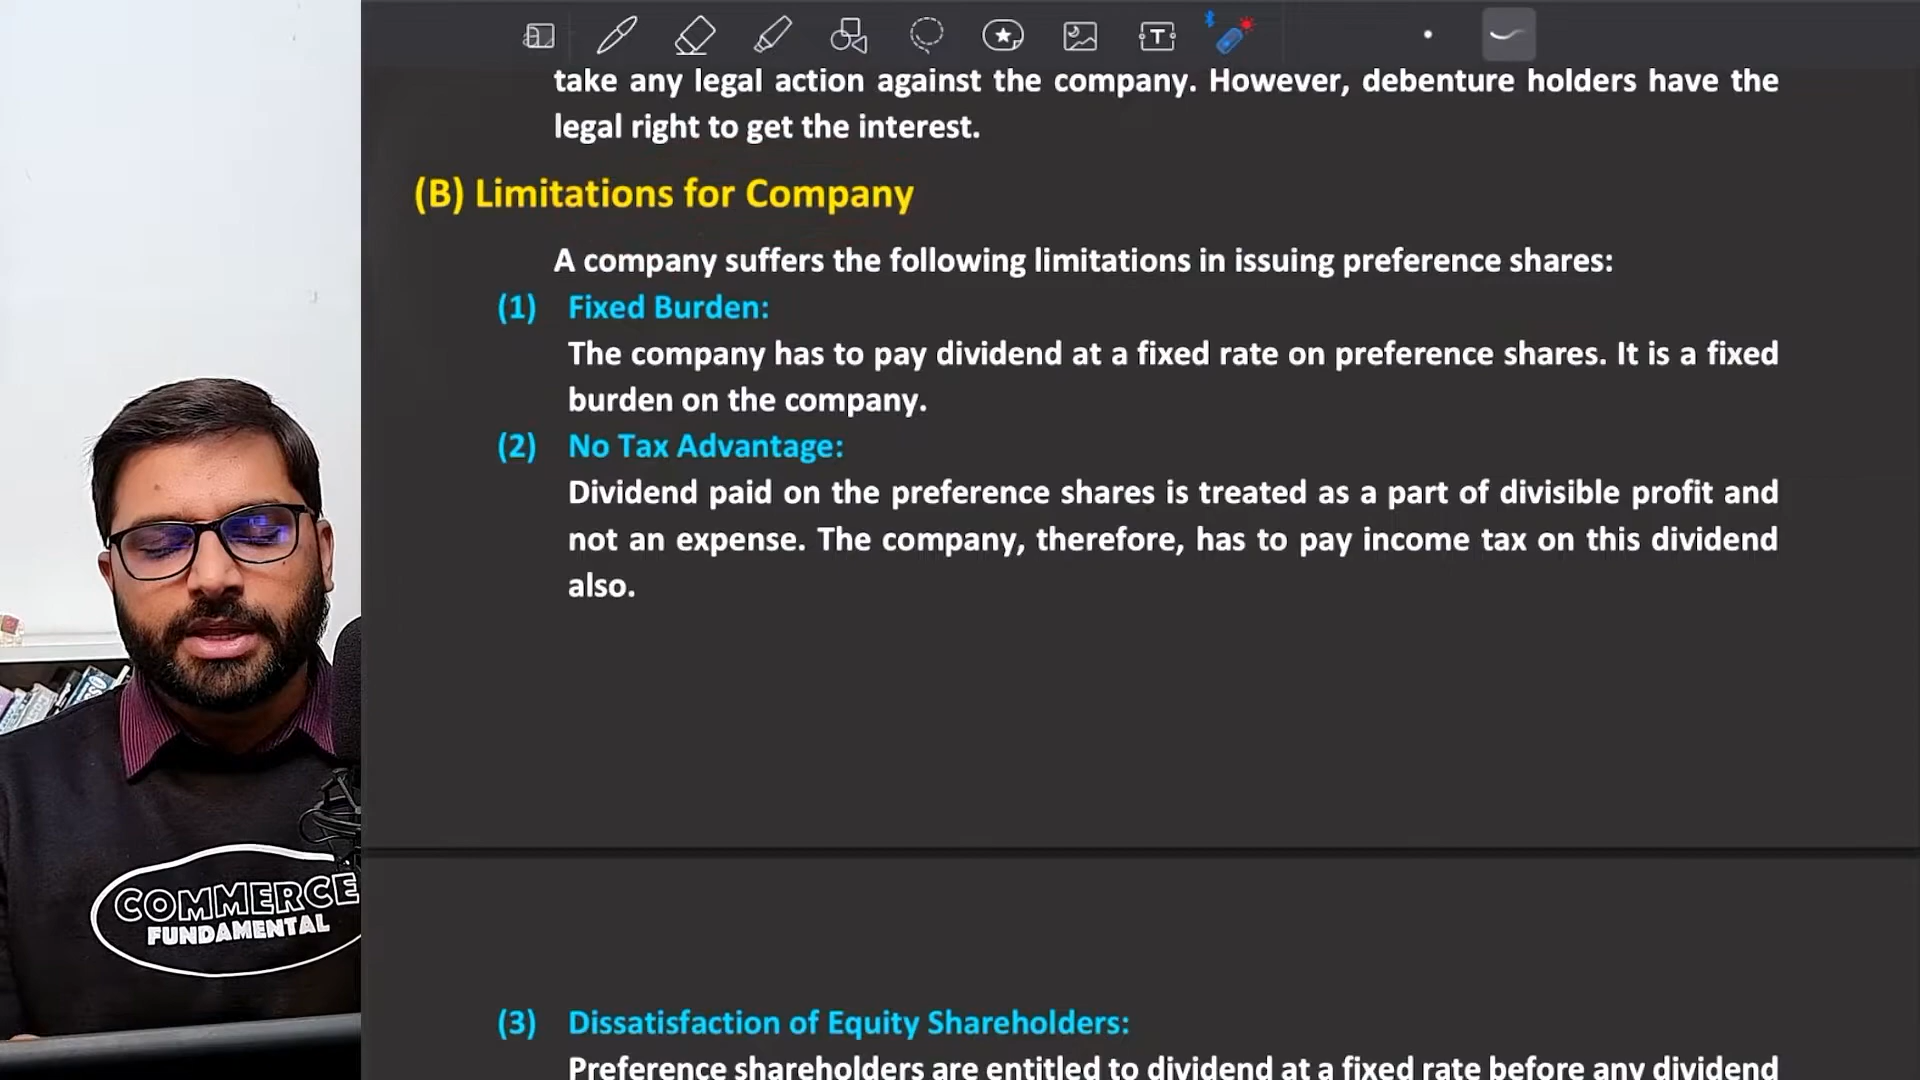 take any legal action against the company. However, debenture holders have the
legal right to get the interest.
(B) Limitations for Company
A company suffers the following limitations in issuing preference shares:
(1) Fixed Burden:
The company has to pay dividend at a fixed rate on preference shares. It is a fixed
burden on the company.
(2) No Tax Advantage:
Dividend paid on the preference shares is treated as a part of divisible profit and
not an expense. The company, therefore, has to pay income tax on this dividend
also.
COMMERCE
FUNDAMENTAL
(3) Dissatisfaction of Equity Shareholders:
Preference shareholders are entitled to dividend at a fixed rate before any dividend